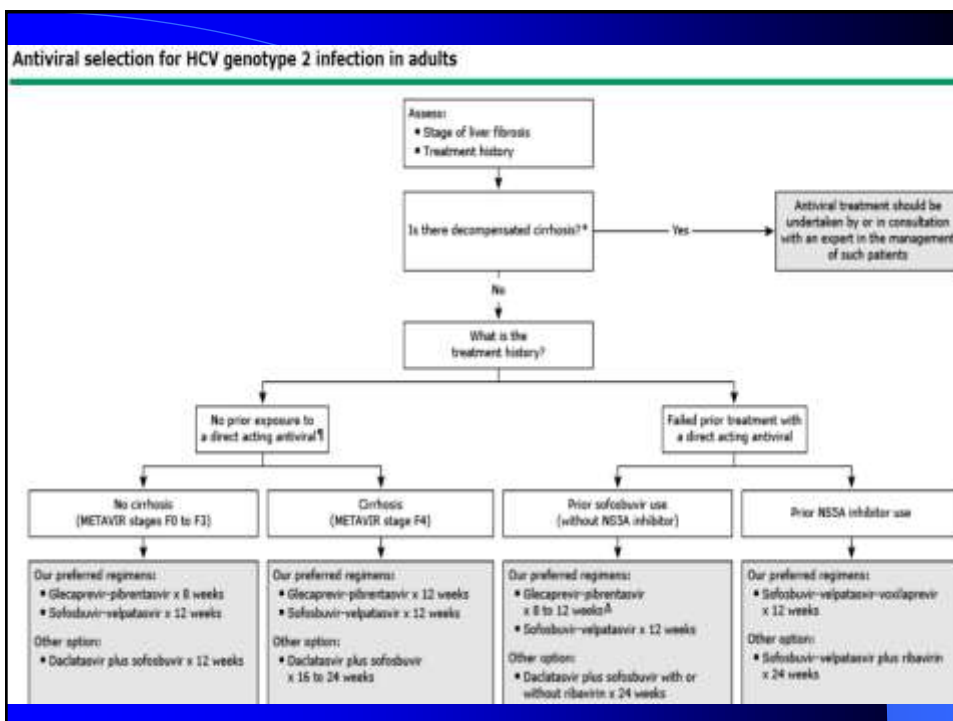 Antiviral selection for HCV genotype 2 infection in adults
Assess:
▪ Stage of liver fibrosis
▪ Treatment history
Is there decompensated cirrhosis?*
Yes
Antiviral treatment should be
undertaken by or in consultation
with an expert in the management
of such patients
No
What is the
treatment history?
No prior exposure to
a direct acting antiviral¶
Failed prior treatment with
a direct acting antiviral
No cirrhosis
(METAVIR stages F0 to F3)
Cirrhosis
(METAVIR stage F4)
Prior sofosbuvir use
(without NS5A inhibitor)
Prior NS5A inhibitor use
Our preferred regimens:
▪ Glecaprevir-pibrentasvir x 8 weeks
▪ Sofosbuvir-velpatasvir x 12 weeks
Other option:
▪ Daclatasvir plus sofosbuvir x 12 weeks
Our preferred regimens:
▪ Glecaprevir-pibrentasvir x 12 weeks
▪ Sofosbuvir-velpatasvir x 12 weeks
Other option:
▪ Daclatasvir plus sofosbuvir
x 16 to 24 weeks
Our preferred regimens:
▪ Glecaprevir-pibrentasvir
x 8 to 12 weeksΔ
▪ Sofosbuvir-velpatasvir x 12 weeks
Other option:
▪ Daclatasvir plus sofosbuvir with or
without ribavirin x 24 weeks
Our preferred regimens:
▪ Sofosbuvir-velpatasvir-voxilaprevir
x 12 weeks
Other option:
▪ Sofosbuvir-velpatasvir plus ribavirin
x 24 weeks